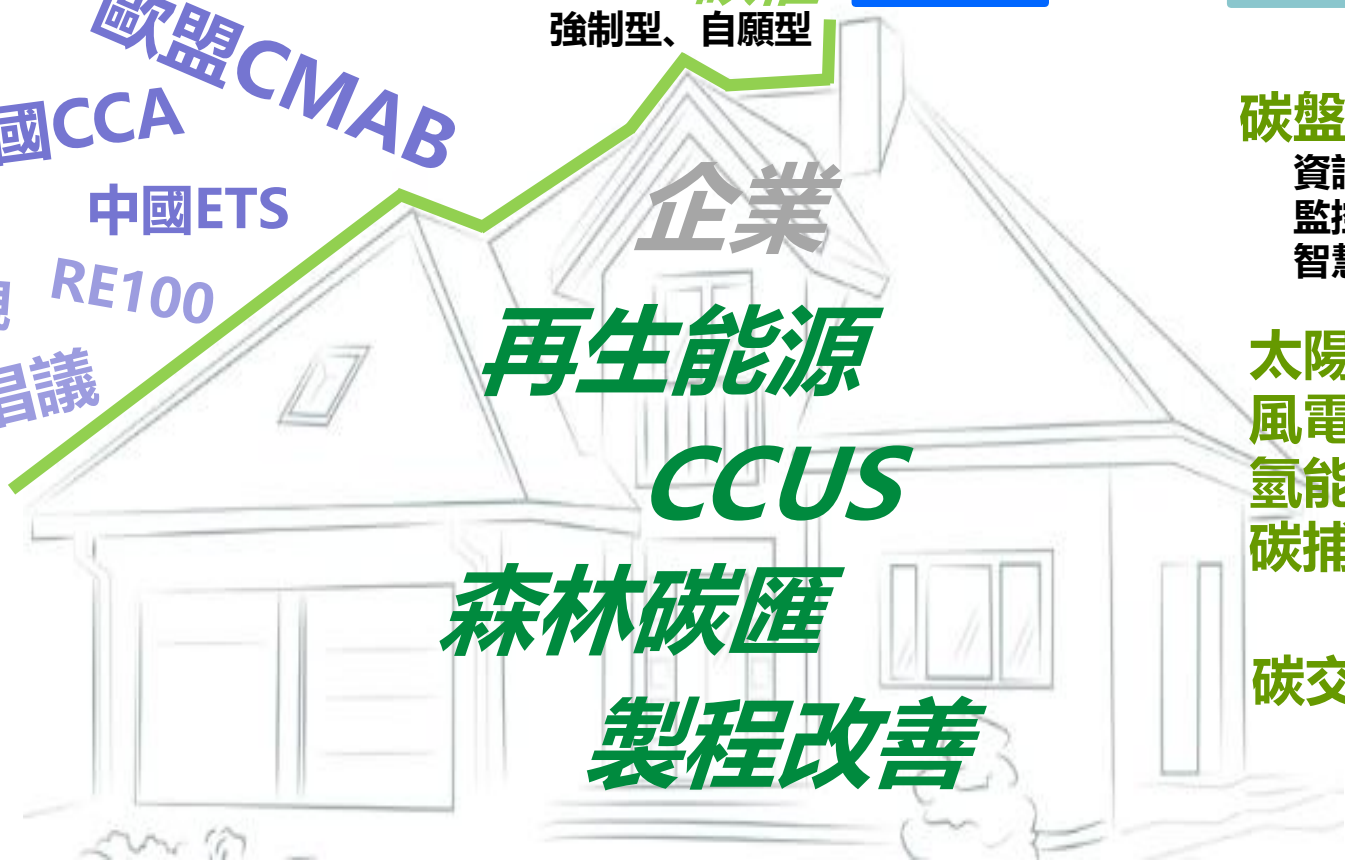 強制型、自願型
歐盟CMAB
國CCA
中國ETS
RE100
倡議
企業
再生能源
CCUS
森林碳匯
製程改善
碳盤
資
監控
智慧
太陽
風電
氫能
碳捕
碳交